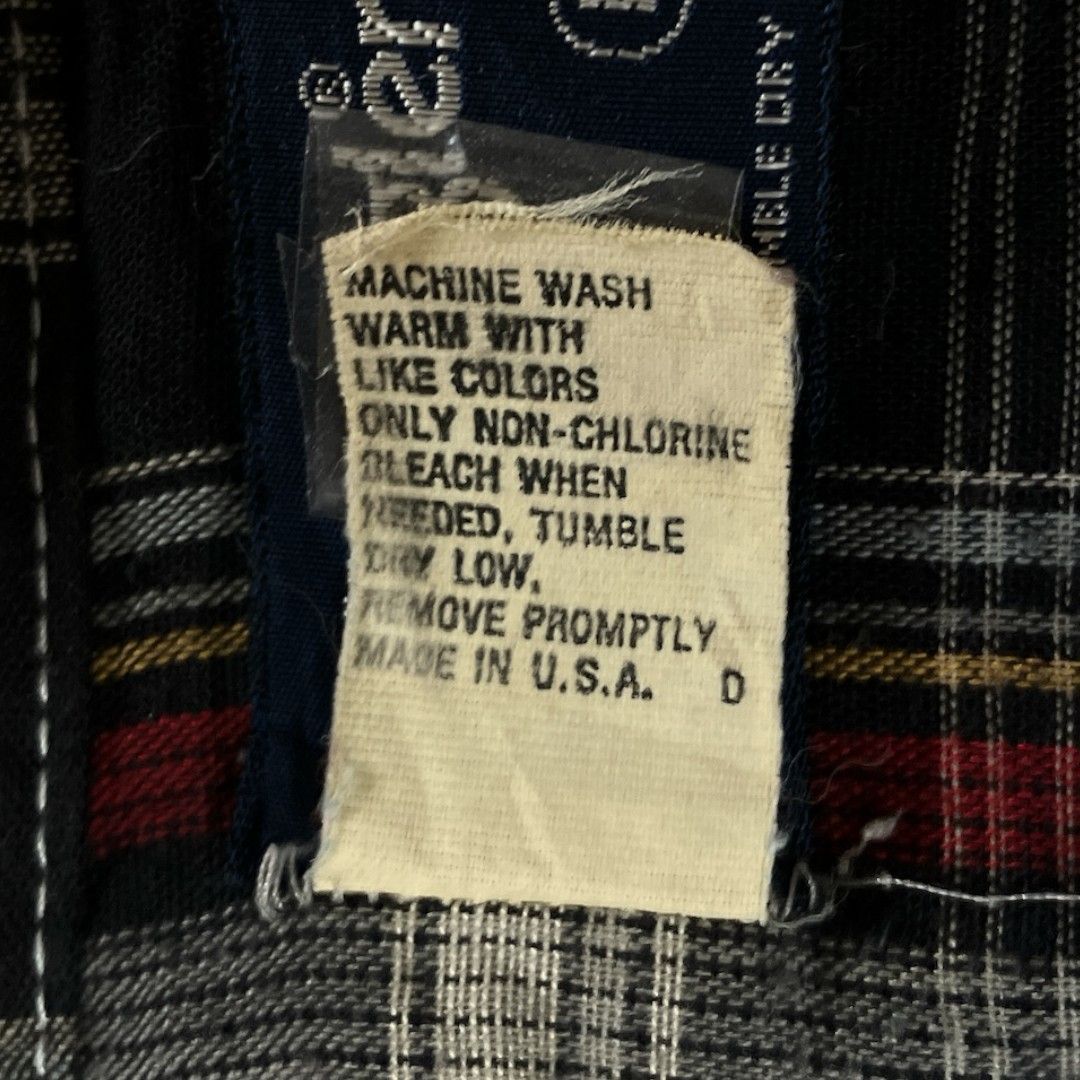 MACHINE WASH
WARM WITH
LIKE COLORS
ONLY NON-CHLORINE
BLEACH WHEN
NEEDED, TUMBLE
DRY LOW,
REMOVE PROMPTLY
MADE IN U.S.A. D
®
DRY